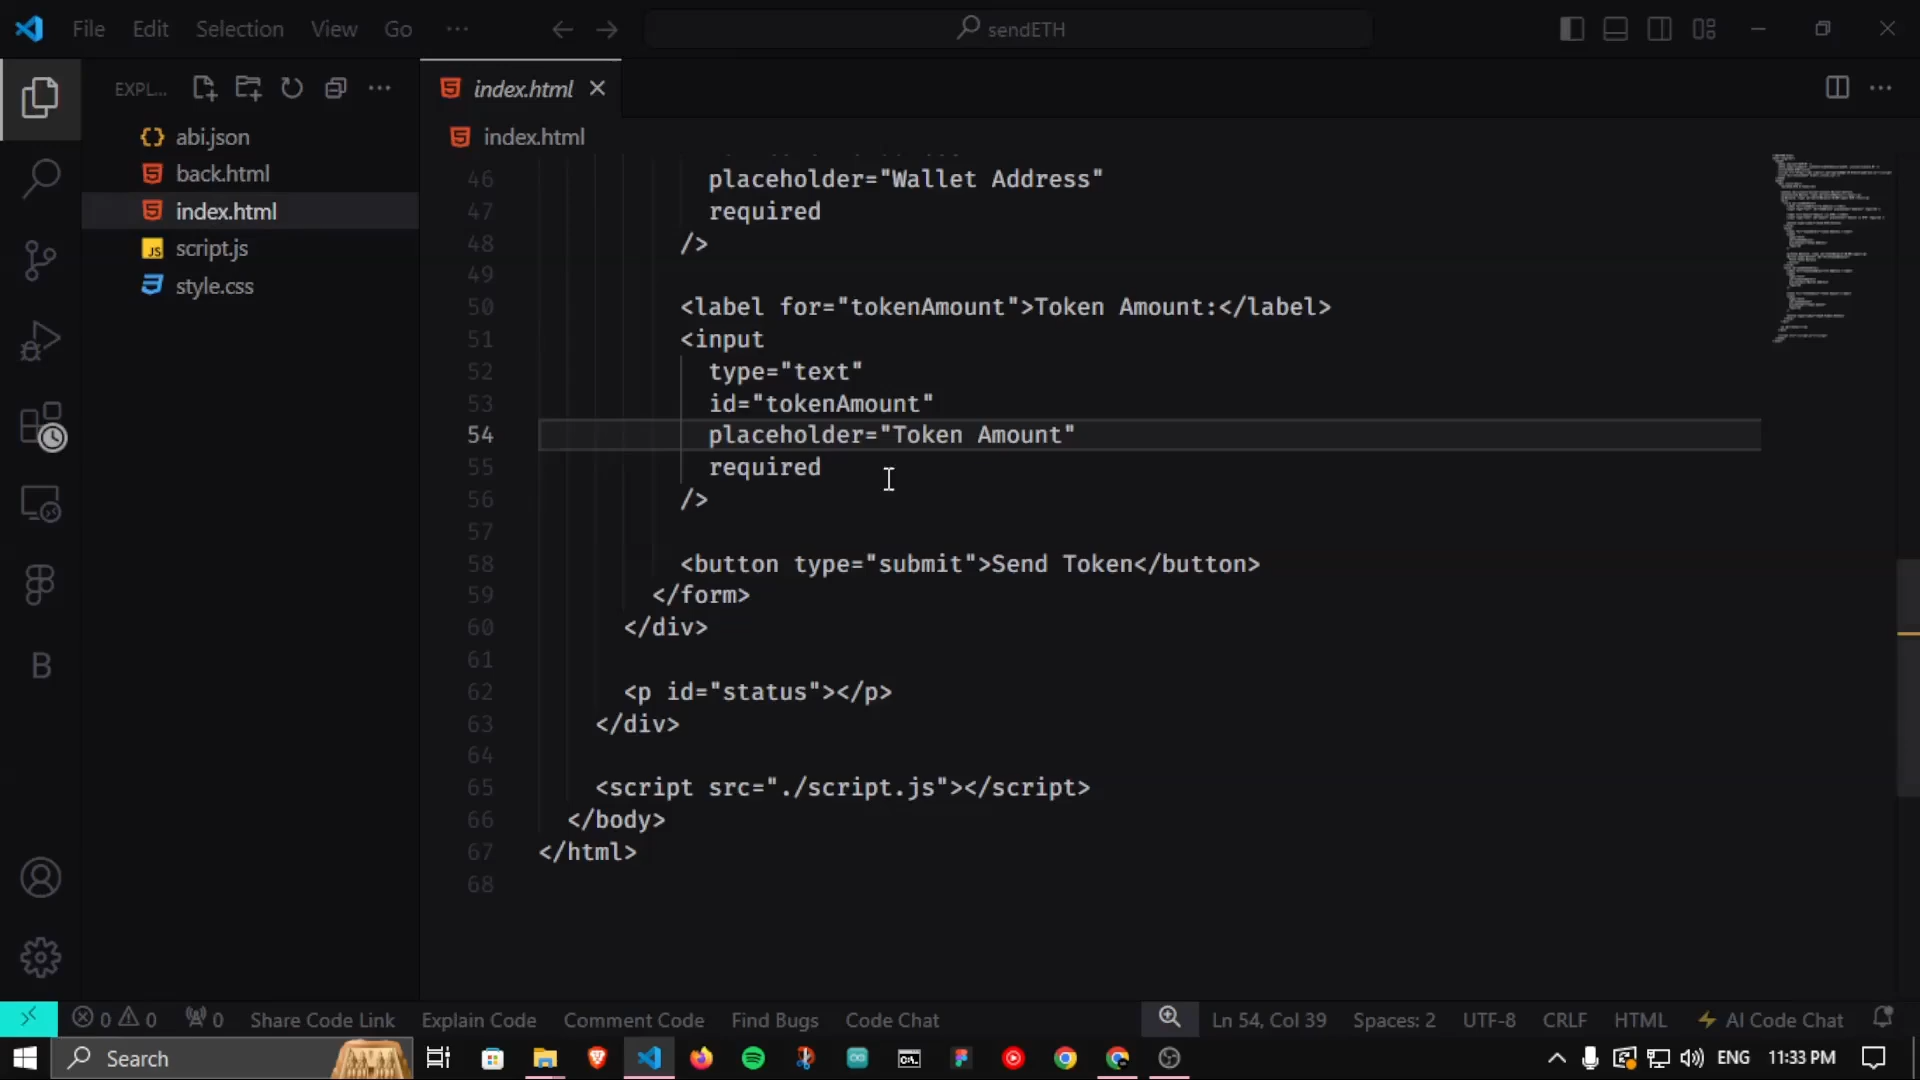 File Edit Selection View Go ···
sendETH
EXPL... ···
index.html
abi.json
back.html
index.html
script.js
style.css
index.html
46 placeholder="Wallet Address"
47 required
48 />
49
50 <label for="tokenAmount">Token Amount:</label>
51 <input
52 type="text"
53 id="tokenAmount"
54 placeholder="Token Amount"
55 required
56 />
57
58 <button type="submit">Send Token</button>
59 </form>
60 </div>
61
62 <p id="status"></p>
63 </div>
64
65 <script src="./script.js"></script>
66 </body>
67 </html>
68
B
0 0 0 Share Code Link Explain Code Comment Code Find Bugs Code Chat Ln 54, Col 39 Spaces: 2 UTF-8 CRLF HTML AI Code Chat
Search ENG 11:33 PM